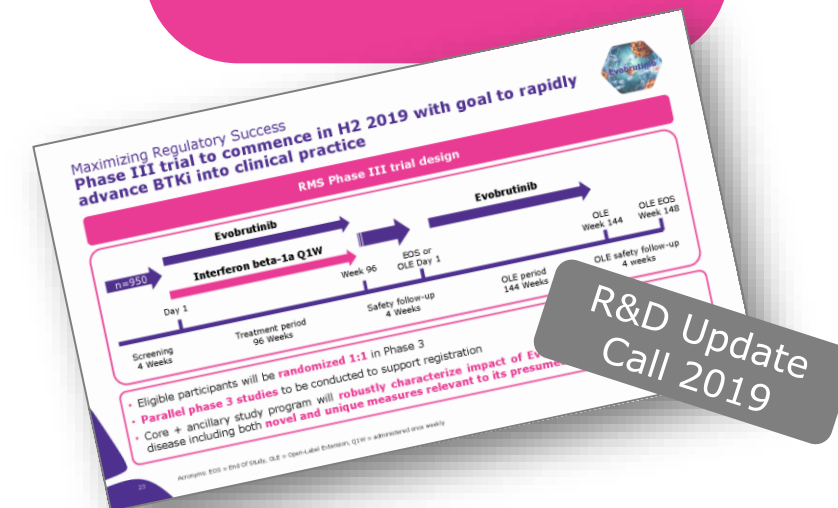 Maximizing Regulatory Success
Phase III trial to commence in H2 2019 with goal to rapidly
advance BTKi into clinical practice
Evobrutinib
RMS Phase III trial design
n=950
Evobrutinib
Interferon beta-1a Q1W
Evobrutinib
Day 1
Week 96
EOS or
OLE Day 1
OLE
Week 144
OLE EOS
Week 148
Screening
4 Weeks
Treatment period
96 Weeks
Safety follow-up
4 Weeks
OLE period
144 Weeks
OLE safety follow-up
4 weeks
• Eligible participants will be randomized 1:1 in Phase 3
• Parallel phase 3 studies to be conducted to support registration
• Core + ancillary study program will robustly characterize impact of
disease including both novel and unique measures relevant to its
Acronyms: EOS = End Of Study, OLE = Open-Label Extension, Q1W = administered once weekly
23
R&D Update
Call 2019